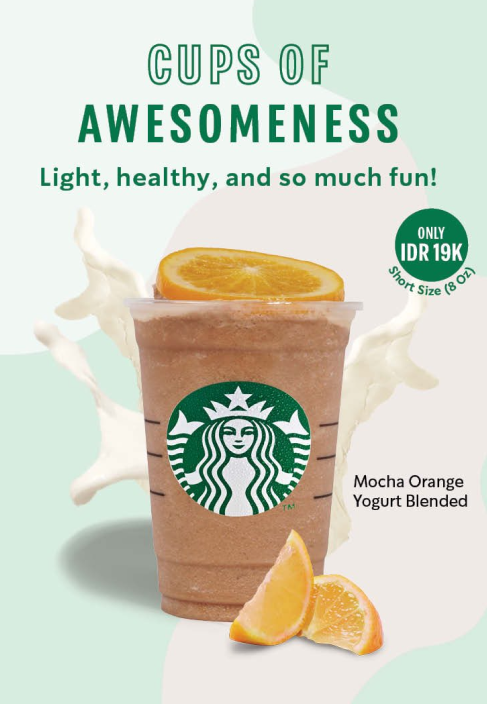 CUPS OF
AWESOMENESS
Light, healthy, and so much fun!
ONLY
IDR 19K
Short Size (8 Oz)
TM
Mocha Orange
Yogurt Blended